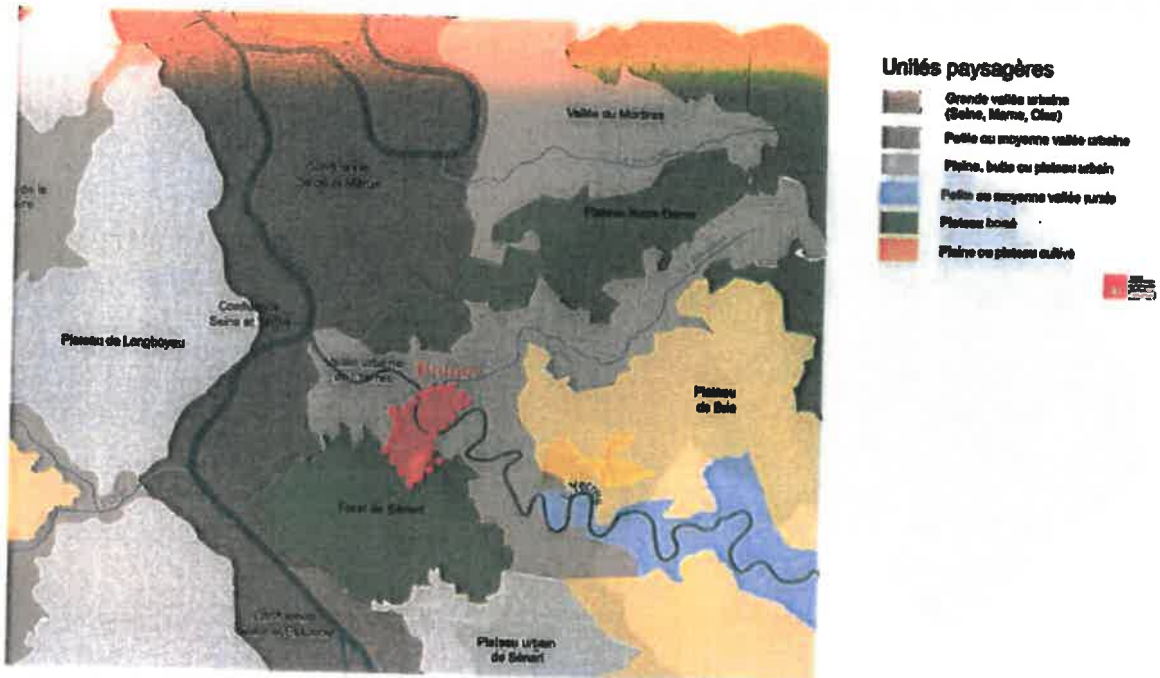 Unités paysagères
Grande vallée urbaine
(Seine, Marne, Oise)
Petite ou moyenne vallée urbaine
Plaine, butte ou plateau urbain
Petite ou moyenne vallée rurale
Plateau boisé
Plaine ou plateau cultivé
Vallée du Morbras
Confluence
Seine et Marne
Plateau Notre Dame
Confluence
Seine et
Plateau de Longboyau
Vallée urbaine
Plateau
de Brie
Yerres
Forêt de Sénart
Confluence
Plateau urbain
de Sénart